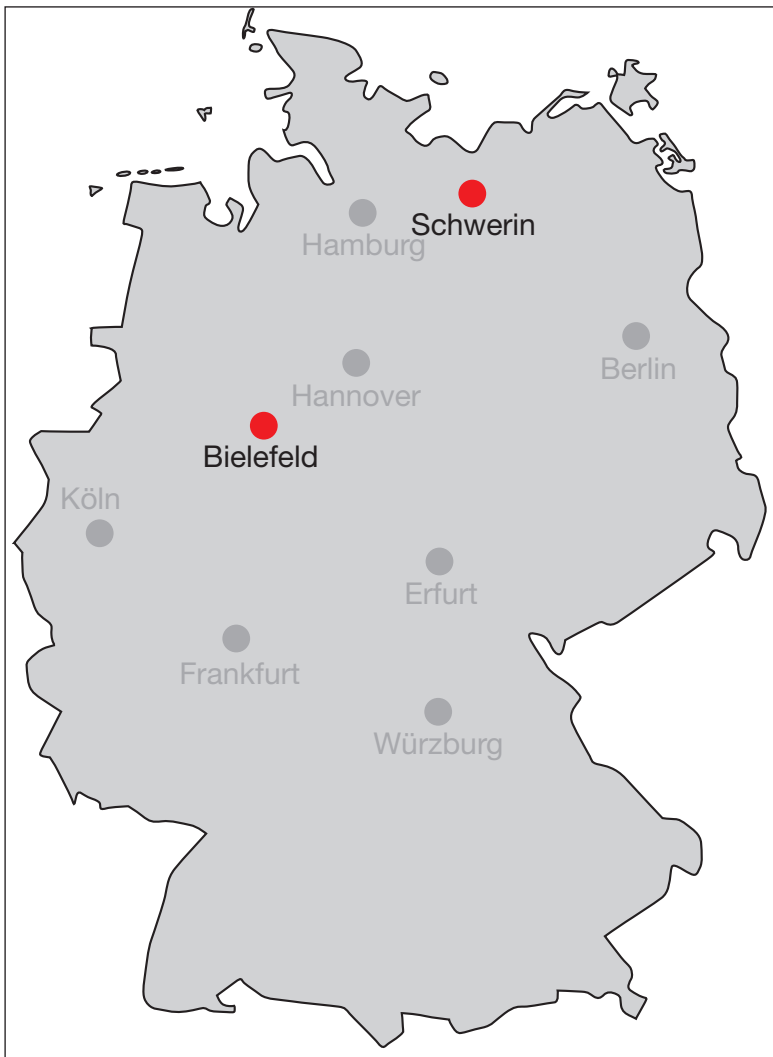 Schwerin
Hamburg
Berlin
Hannover
Bielefeld
Köln
Erfurt
Frankfurt
Würzburg